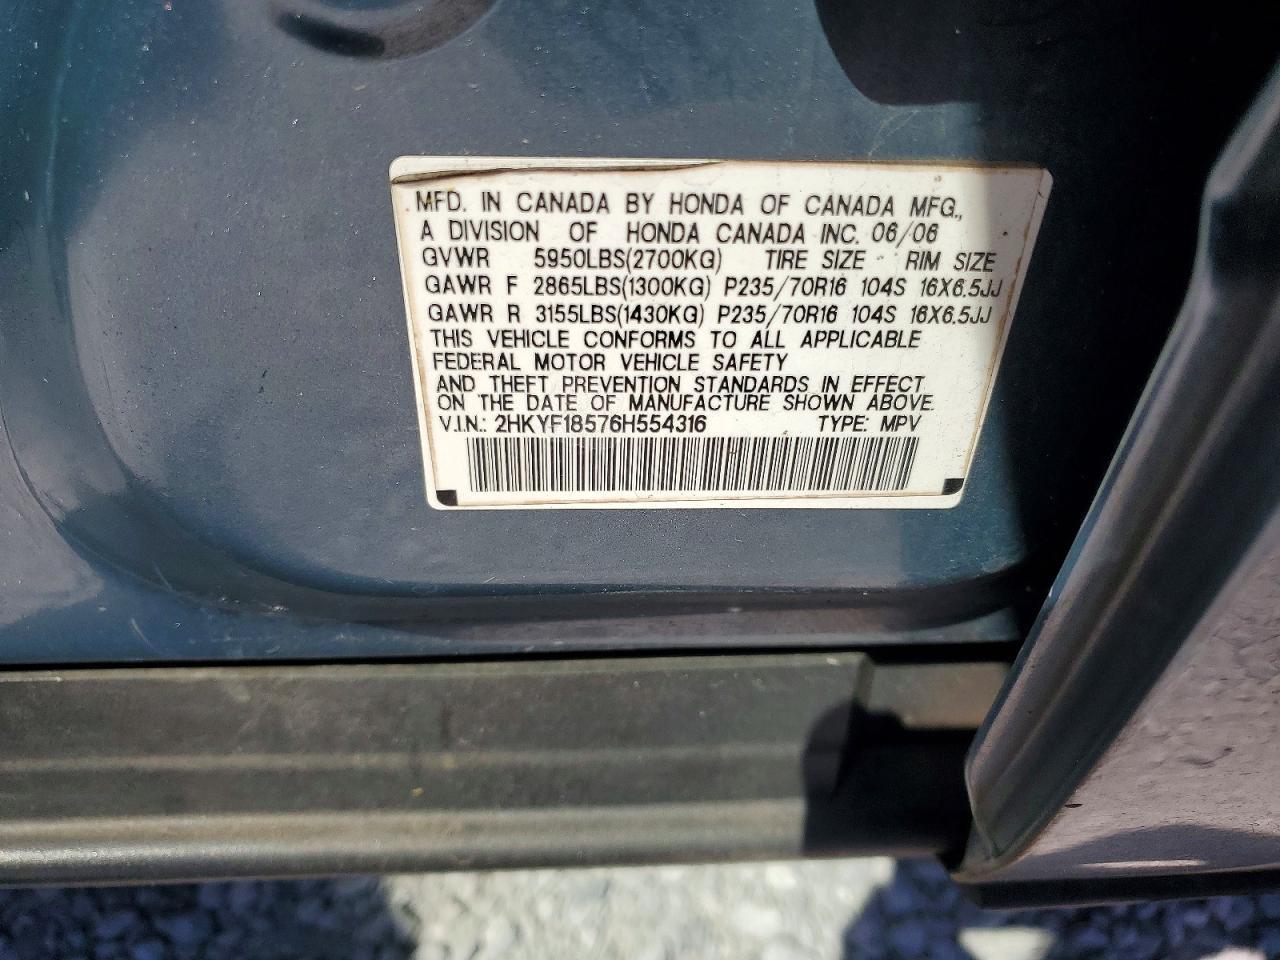 MFD. IN CANADA BY HONDA OF CANADA MFG.,
A DIVISION OF HONDA CANADA INC. 06/06
GVWR 5950LBS(2700KG) TIRE SIZE RIM SIZE
GAWR F 2865LBS(1300KG) P235/70R16 104S 16X6.5JJ
GAWR R 3155LBS(1430KG) P235/70R16 104S 16X6.5JJ
THIS VEHICLE CONFORMS TO ALL APPLICABLE
FEDERAL MOTOR VEHICLE SAFETY
AND THEFT PREVENTION STANDARDS IN EFFECT
ON THE DATE OF MANUFACTURE SHOWN ABOVE.
V.I.N.: 2HKYF18576H554316 TYPE: MPV